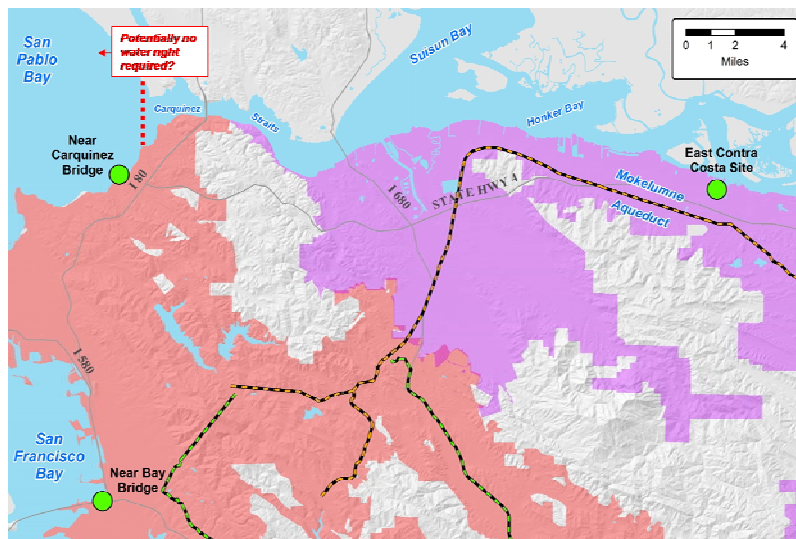 San
Pablo
Bay
Potentially no
water right
required?
Suisun Bay
0 1 2 4
Miles
Carquinez
Straits
Honker Bay
Near
Carquinez
Bridge
I 80
I 680
STATE HWY 4
East Contra
Costa Site
Mokelumne
Aqueduct
I 580
San
Francisco
Bay
Near Bay
Bridge